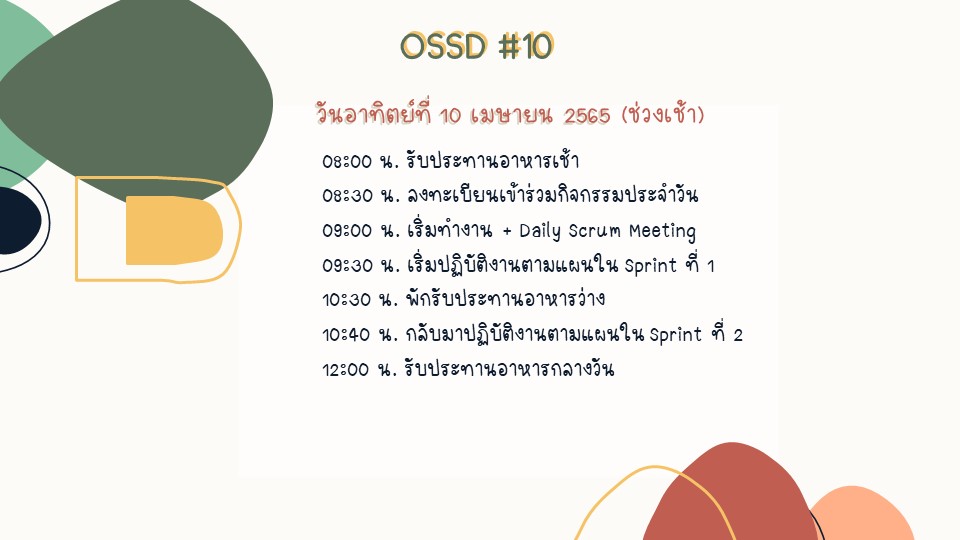 OSSD #10
วันอาทิตย์ที่ 10 เมษายน 2565 (ช่วงเช้า)
08:00 น. รับประทานอาหารเช้า
08:30 น. ลงทะเบียนเข้าร่วมกิจกรรมประจำวัน
09:00 น. เริ่มทำงาน + Daily Scrum Meeting
09:30 น. เริ่มปฏิบัติงานตามแผนใน Sprint ที่ 1
10:30 น. พักรับประทานอาหารว่าง
10:40 น. กลับมาปฏิบัติงานตามแผนใน Sprint ที่ 2
12:00 น. รับประทานอาหารกลางวัน